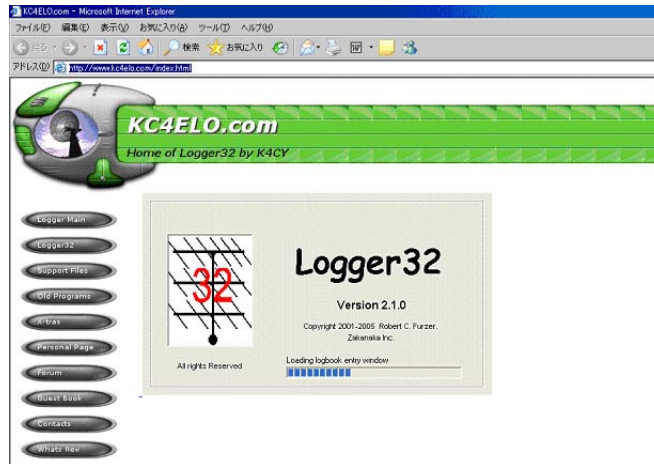 KC4ELO.com - Microsoft Internet Explorer
ファイル(F) 編集(E) 表示(V) お気に入り(A) ツール(T) ヘルプ(H)
戻る 検索 お気に入り
アドレス(D) http://www.kc4elo.com/index.html
KC4ELO.com
Home of Logger32 by K4CY
Logger Main
Logger32
Support Files
Old Programs
X-tras
Personal Page
Forum
Guest Book
Contacts
Whats New
32
Logger32
Version 2.1.0
Copyright 2001-2005 Robert C. Furzer.
Zakanaka Inc.
All rights Reserved
Loading logbook entry window